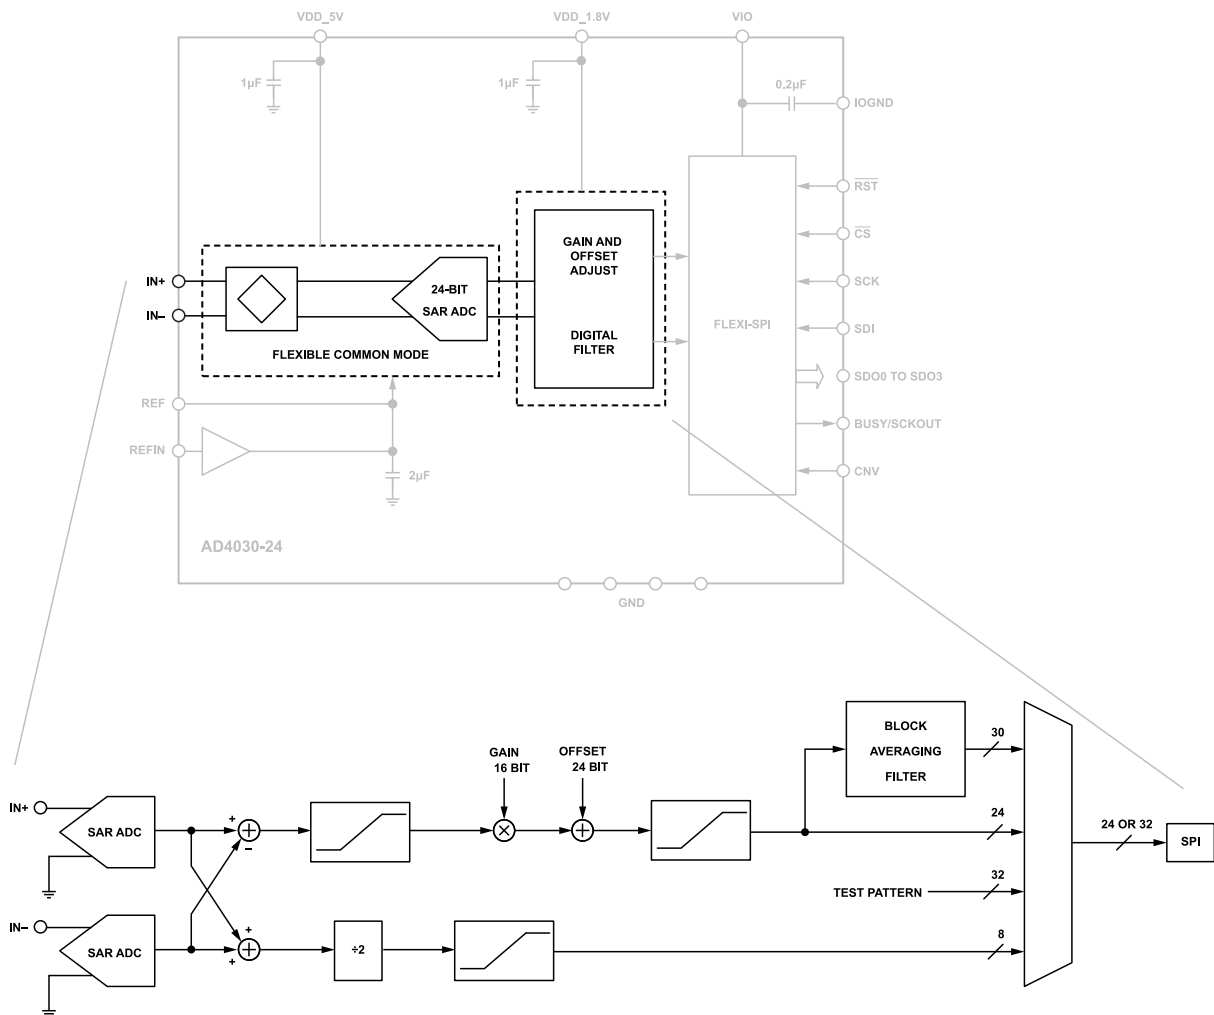 VDD_5V
VDD_1.8V
VIO
1µF
1µF
0.2µF
IOGND
RST
CS
SCK
SDI
SDO0 TO SDO3
BUSY/SCKOUT
CNV
GAIN AND
OFFSET
ADJUST
DIGITAL
FILTER
FLEXI-SPI
IN+
IN–
24-BIT
SAR ADC
FLEXIBLE COMMON MODE
REF
REFIN
2µF
AD4030-24
GND
BLOCK
AVERAGING
FILTER
30
GAIN
16 BIT
OFFSET
24 BIT
IN+
SAR ADC
+
–
24
24 OR 32
SPI
TEST PATTERN
32
IN–
SAR ADC
+
+
÷2
8